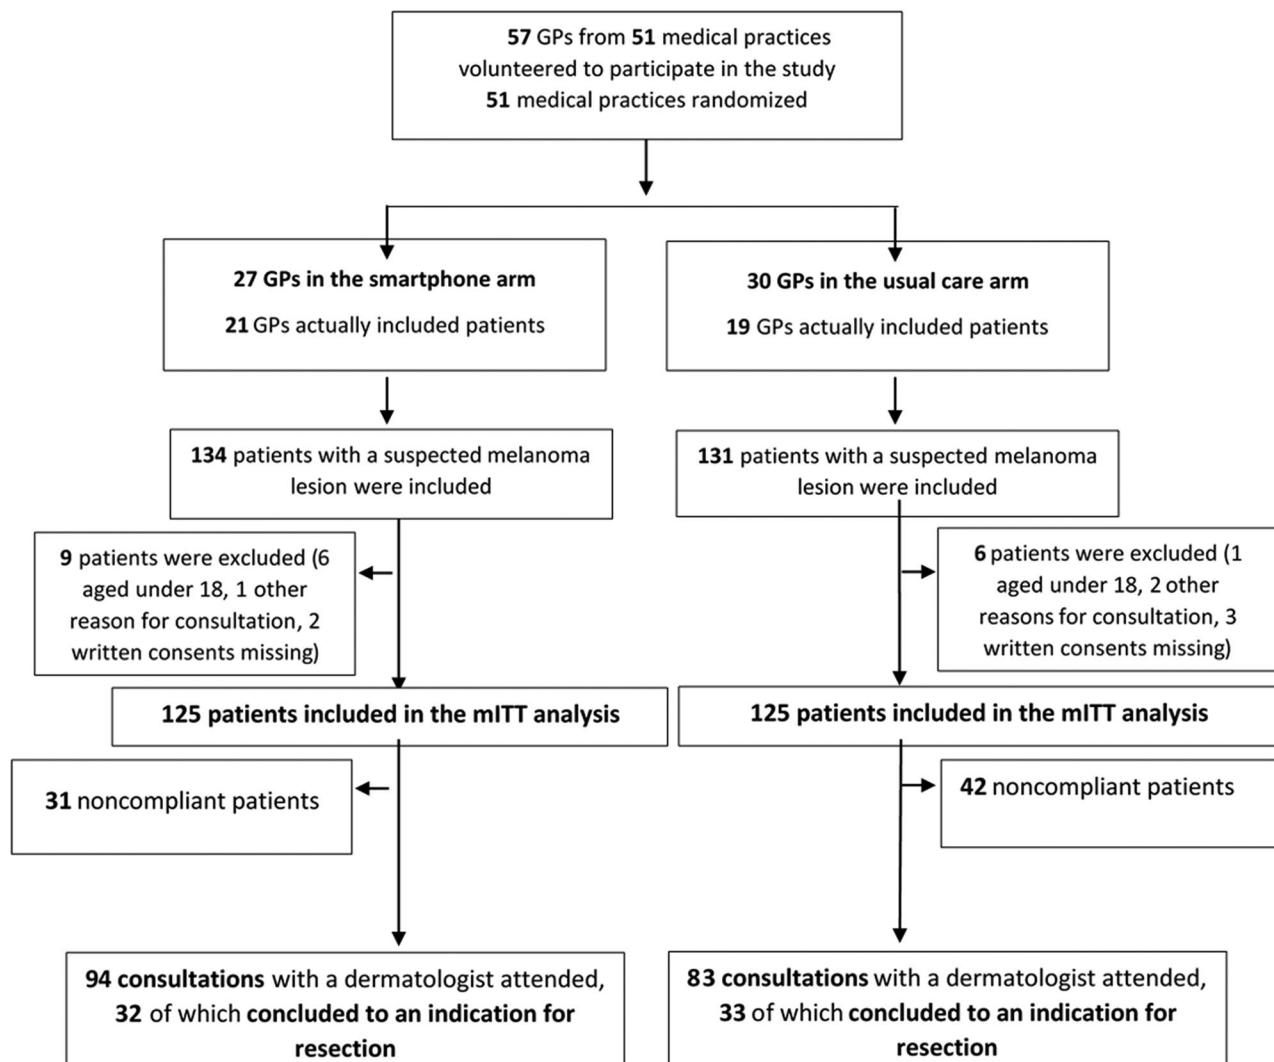 57 GPs from 51 medical practices
volunteered to participate in the study
51 medical practices randomized
27 GPs in the smartphone arm
21 GPs actually included patients
30 GPs in the usual care arm
19 GPs actually included patients
134 patients with a suspected melanoma
lesion were included
131 patients with a suspected melanoma
lesion were included
9 patients were excluded (6
aged under 18, 1 other
reason for consultation, 2
written consents missing)
6 patients were excluded (1
aged under 18, 2 other
reasons for consultation, 3
written consents missing)
125 patients included in the mITT analysis
125 patients included in the mITT analysis
31 noncompliant patients
42 noncompliant patients
94 consultations with a dermatologist attended,
32 of which concluded to an indication for
resection
83 consultations with a dermatologist attended,
33 of which concluded to an indication for
resection